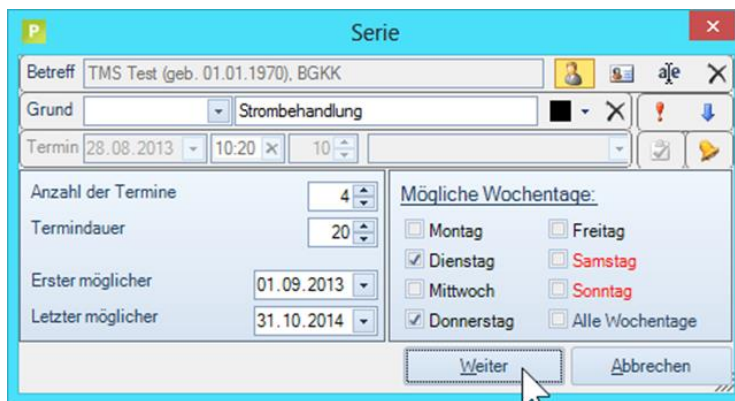 P Serie
Betreff TMS Test (geb. 01.01.1970), BGKK a|e
Grund Strombehandlung
Termin 28.08.2013 10:20 10
Anzahl der Termine 4
Termindauer 20
Erster möglicher 01.09.2013
Letzter möglicher 31.10.2014
Mögliche Wochentage:
Montag Freitag
Dienstag Samstag
Mittwoch Sonntag
Donnerstag Alle Wochentage
Weiter Abbrechen